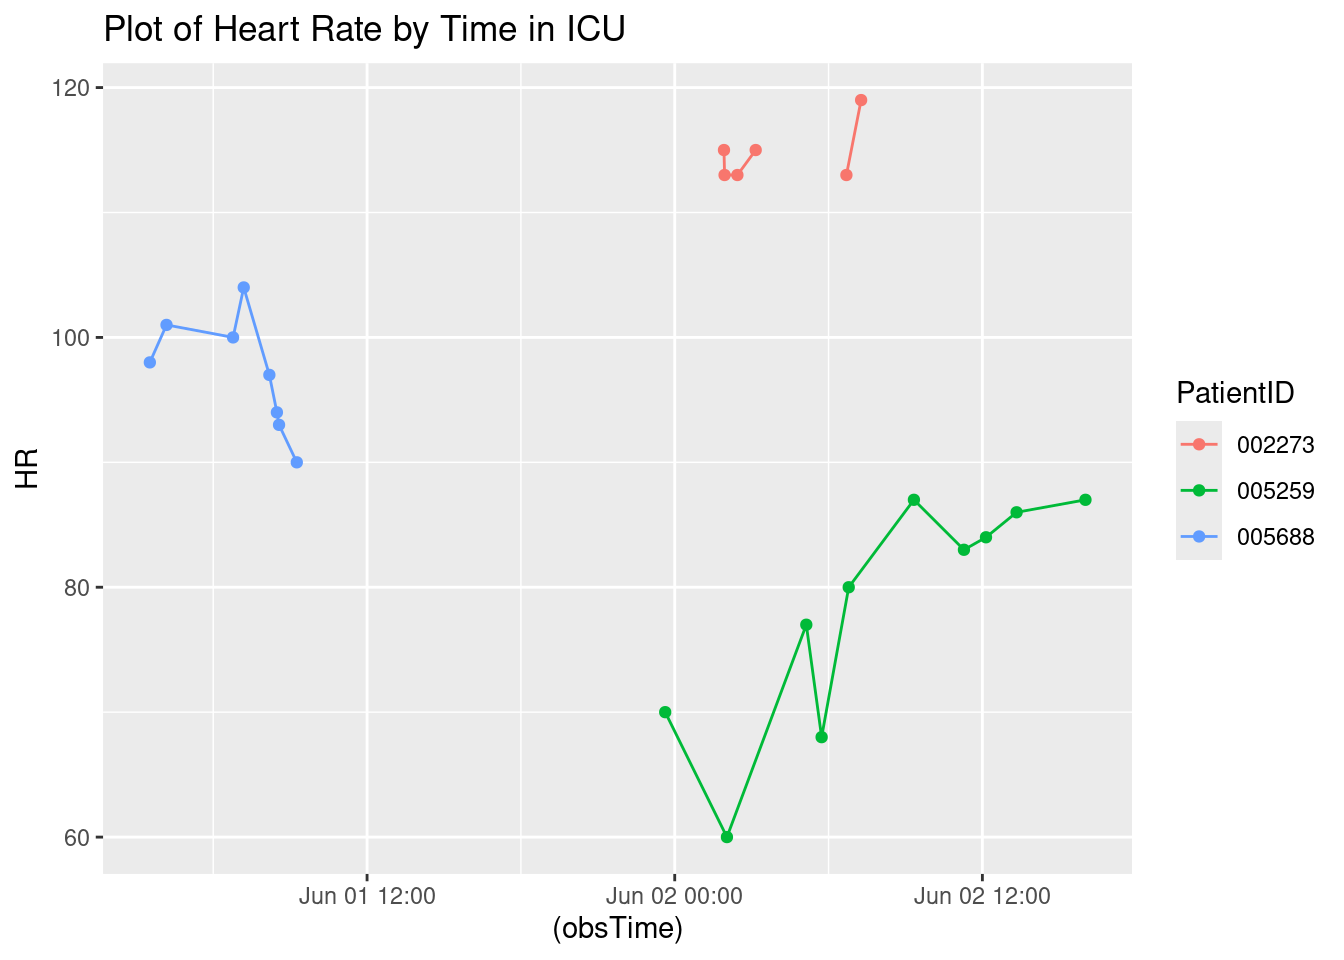 Plot of Heart Rate by Time in ICU
120
100
80
60
HR
Jun 01 12:00
Jun 02 00:00
Jun 02 12:00
(obsTime)
PatientID
002273
005259
005688